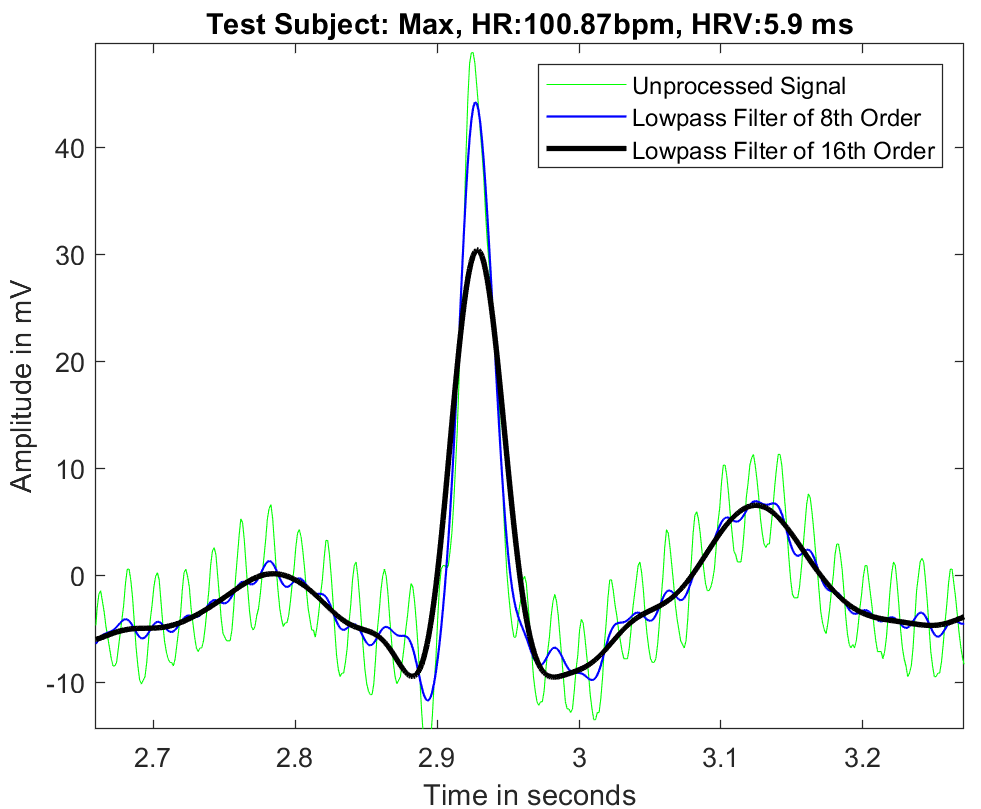 Test Subject: Max, HR:100.87bpm, HRV:5.9 ms
Unprocessed Signal
Lowpass Filter of 8th Order
Lowpass Filter of 16th Order
40
30
20
10
0
-10
Amplitude in mV
2.7 2.8 2.9 3 3.1 3.2
Time in seconds